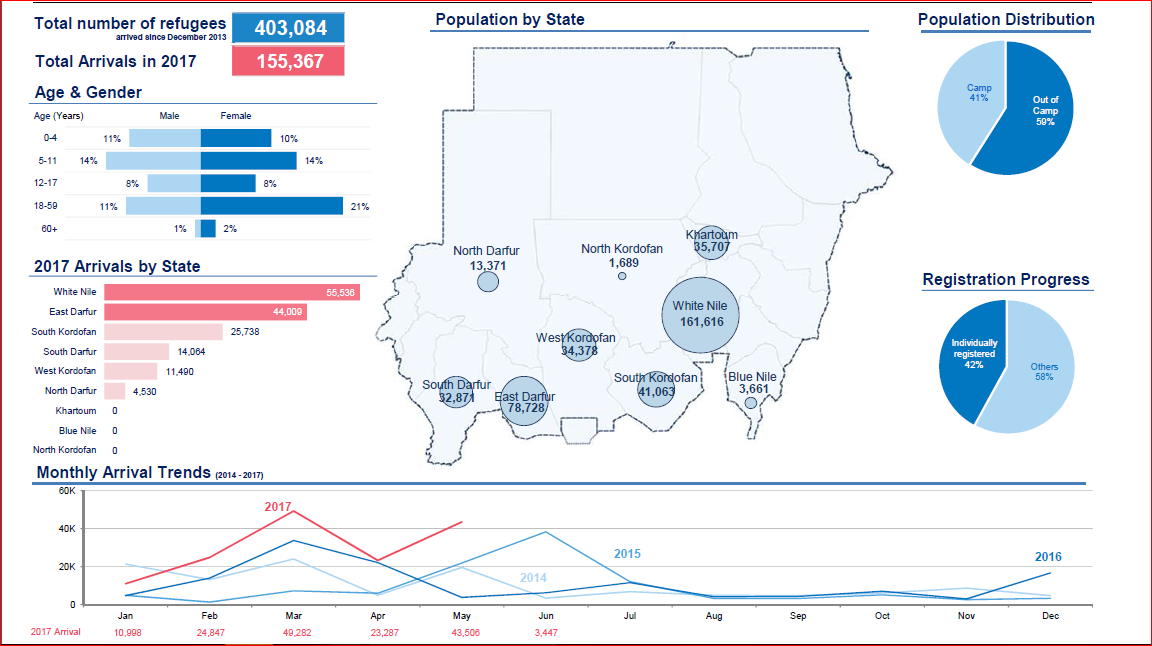 Total number of refugees
arrived since December 2013
403,084
Total Arrivals in 2017
155,367
Age & Gender
Age (Years) Male Female
0-4 11% 10%
5-11 14% 14%
12-17 8% 8%
18-59 11% 21%
60+ 1% 2%
2017 Arrivals by State
White Nile 55,536
East Darfur 44,009
South Kordofan 25,738
South Darfur 14,064
West Kordofan 11,490
North Darfur 4,530
Khartoum 0
Blue Nile 0
North Kordofan 0
Population by State
Khartoum
35,707
North Darfur
13,371
North Kordofan
1,689
White Nile
161,616
West Kordofan
34,378
South Darfur
32,871
East Darfur
78,728
South Kordofan
41,063
Blue Nile
3,661
Population Distribution
Camp
41%
Out of
Camp
59%
Registration Progress
Individually
registered
42%
Others
58%
Monthly Arrival Trends (2014 - 2017)
60K
40K
20K
0
2017
2014
2015
2016
Jan Feb Mar Apr May Jun Jul Aug Sep Oct Nov Dec
2017 Arrival 10,998 24,847 49,282 23,287 43,506 3,447